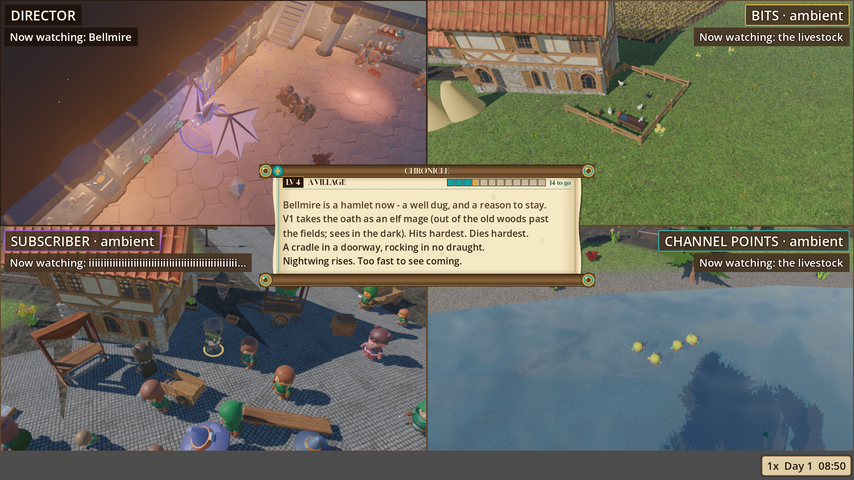 DIRECTOR
Now watching: Bellmire
BITS · ambient
Now watching: the livestock
CHRONICLE
LV 4 A VILLAGE 14 to go
Bellmire is a hamlet now - a well dug, and a reason to stay.
V1 takes the oath as an elf mage (out of the old woods past
the fields; sees in the dark). Hits hardest. Dies hardest.
A cradle in a doorway, rocking in no draught.
Nightwing rises. Too fast to see coming.
SUBSCRIBER · ambient
Now watching: iiiiiiiiiiiiiiiiiiiiiiiiiiiiiiiiiiiiiiiiiiiii...
CHANNEL POINTS · ambient
Now watching: the livestock
1x Day 1 08:50